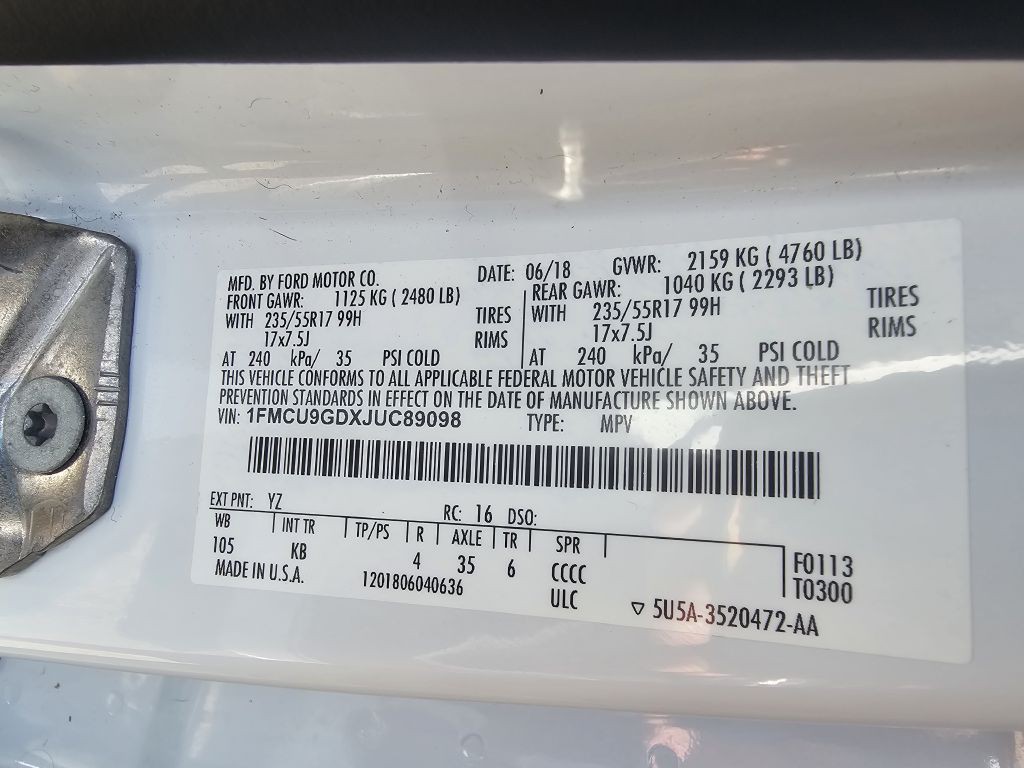 MFD. BY FORD MOTOR CO. DATE: 06/18 GVWR: 2159 KG ( 4760 LB)
FRONT GAWR: 1125 KG ( 2480 LB) REAR GAWR: 1040 KG ( 2293 LB)
WITH 235/55R17 99H TIRES WITH 235/55R17 99H TIRES
17x7.5J RIMS 17x7.5J RIMS
AT 240 kPa/ 35 PSI COLD AT 240 kPa/ 35 PSI COLD
THIS VEHICLE CONFORMS TO ALL APPLICABLE FEDERAL MOTOR VEHICLE SAFETY AND THEFT
PREVENTION STANDARDS IN EFFECT ON THE DATE OF MANUFACTURE SHOWN ABOVE.
VIN: 1FMCU9GDXJUC89098 TYPE: MPV
EXT PNT: YZ RC: 16 DSO:
WB INT TR TP/PS R AXLE TR SPR
105 KB 4 35 6 CCCC F0113
MADE IN U.S.A. 1201806040636 ULC T0300
▽ 5U5A-3520472-AA